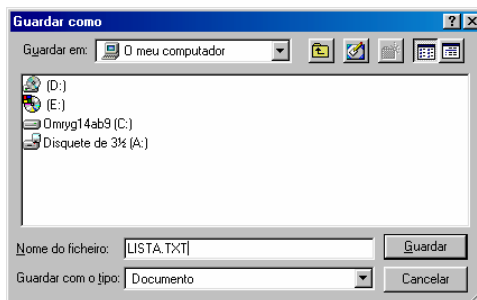 Guardar como
Guardar em: O meu computador
(D:)
(E:)
Omryg14ab9 (C:)
Disquete de 3½ (A:)
Nome do ficheiro: LISTA.TXT Guardar
Guardar com o tipo: Documento Cancelar